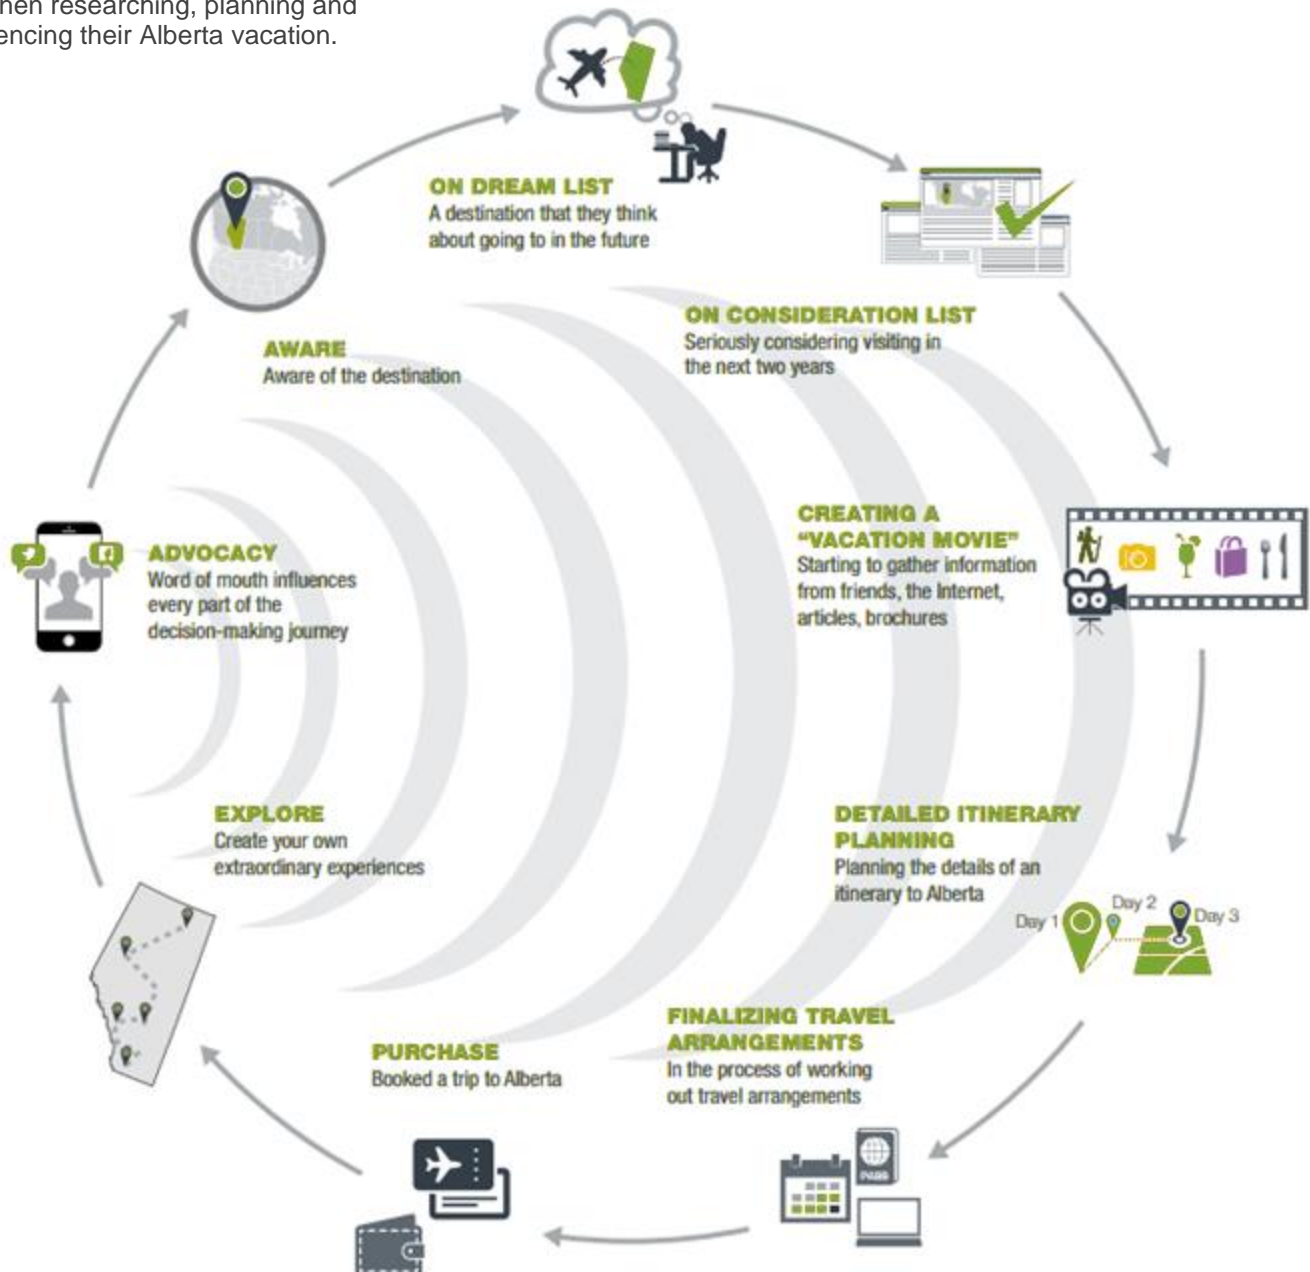 hen researching, planning and
encing their Alberta vacation.
ON DREAM LIST
A destination that they think
about going to in the future
ON CONSIDERATION LIST
Seriously considering visiting in
the next two years
AWARE
Aware of the destination
CREATING A
“VACATION MOVIE”
Starting to gather information
from friends, the Internet,
articles, brochures
ADVOCACY
Word of mouth influences
every part of the
decision-making journey
DETAILED ITINERARY
PLANNING
Planning the details of an
itinerary to Alberta
Day 1
Day 2
Day 3
EXPLORE
Create your own
extraordinary experiences
FINALIZING TRAVEL
ARRANGEMENTS
In the process of working
out travel arrangements
PASS
PURCHASE
Booked a trip to Alberta